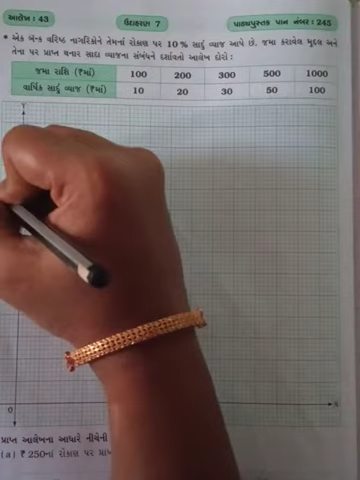 આલેખ : 43 ઉદાહરણ 7 પાઠ્યપુસ્તક પાન નંબર : 245
• એક બૅન્ક વરિષ્ઠ નાગરિકોને તેમનાં રોકાણ પર 10 % સાદું વ્યાજ આપે છે. જમા કરાવેલ મુદ્દલ અને
તેના પર પ્રાપ્ત થનાર સાદા વ્યાજના સંબંધને દર્શાવતો આલેખ દોરો :
જમા રાશિ (₹માં) 100 200 300 500 1000
વાર્ષિક સાદું વ્યાજ (₹માં) 10 20 30 50 100
Y
O X
પ્રાપ્ત આલેખના આધારે નીચેની
(a) ₹ 250નાં રોકાણ પર